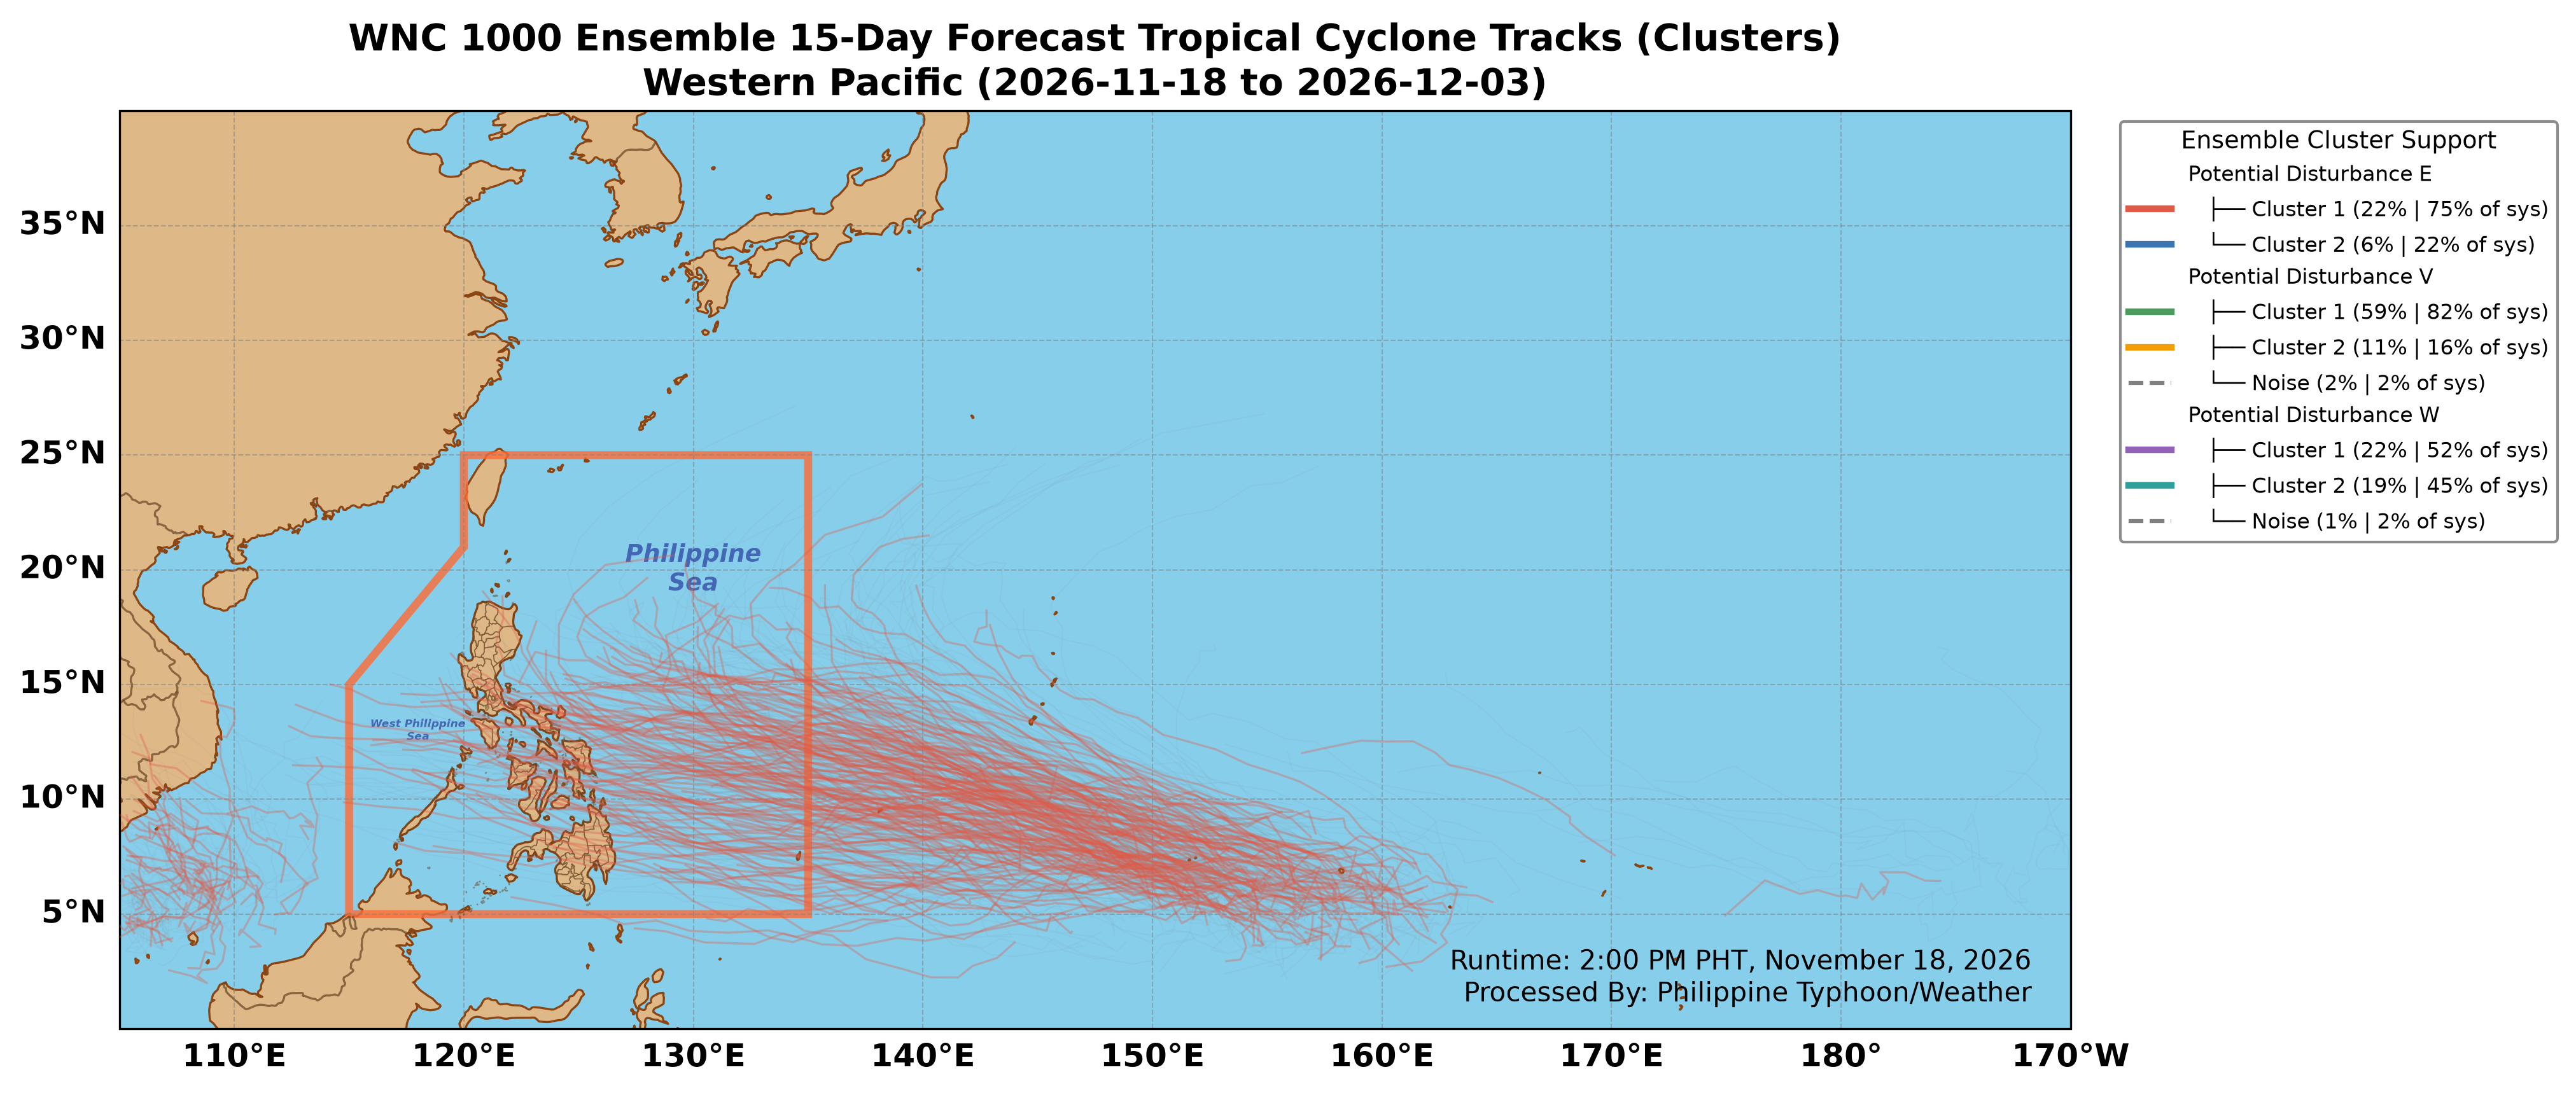 WNC 1000 Ensemble 15-Day Forecast Tropical Cyclone Tracks (Clusters)
Western Pacific (2026-11-18 to 2026-12-03)
Ensemble Cluster Support
Potential Disturbance E
├── Cluster 1 (22% | 75% of sys)
└── Cluster 2 (6% | 22% of sys)
Potential Disturbance V
├── Cluster 1 (59% | 82% of sys)
├── Cluster 2 (11% | 16% of sys)
└── Noise (2% | 2% of sys)
Potential Disturbance W
├── Cluster 1 (22% | 52% of sys)
├── Cluster 2 (19% | 45% of sys)
└── Noise (1% | 2% of sys)
35°N
30°N
25°N
20°N
15°N
10°N
5°N
Philippine
Sea
West Philippine
Sea
Runtime: 2:00 PM PHT, November 18, 2026
Processed By: Philippine Typhoon/Weather
110°E
120°E
130°E
140°E
150°E
160°E
170°E
180°
170°W